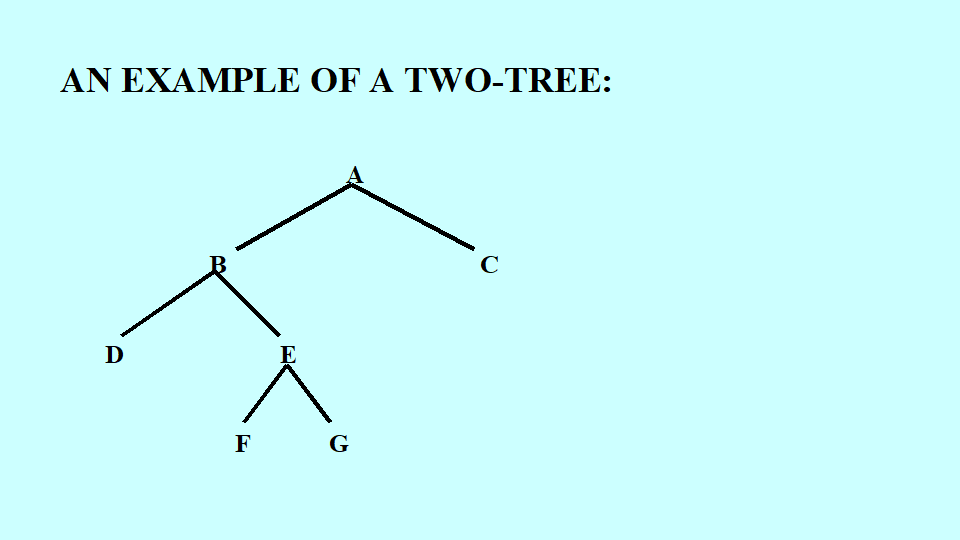 AN EXAMPLE OF A TWO-TREE:
A
B C
D E
F G